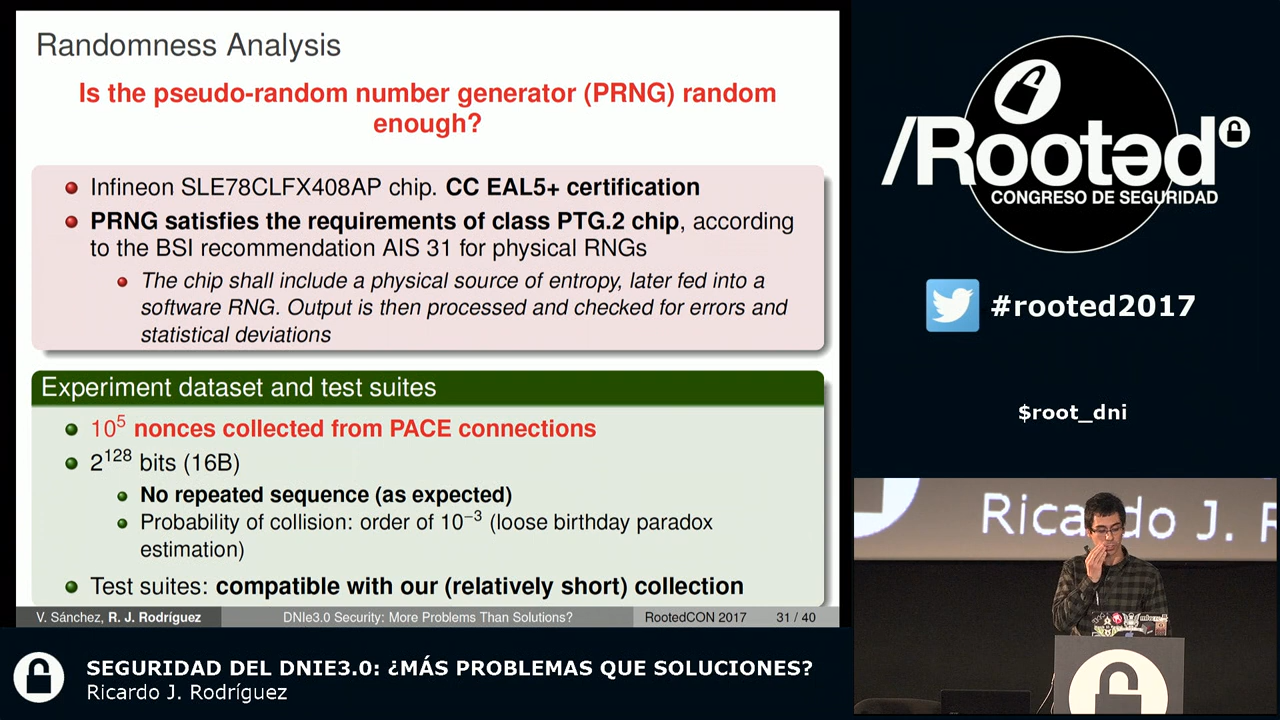 Randomness Analysis
Is the pseudo-random number generator (PRNG) random
enough?
Infineon SLE78CLFX408AP chip. CC EAL5+ certification
PRNG satisfies the requirements of class PTG.2 chip, according
to the BSI recommendation AIS 31 for physical RNGs
The chip shall include a physical source of entropy, later fed into a
software RNG. Output is then processed and checked for errors and
statistical deviations
Experiment dataset and test suites
10⁵ nonces collected from PACE connections
2¹²⁸ bits (16B)
No repeated sequence (as expected)
Probability of collision: order of 10⁻³ (loose birthday paradox
estimation)
Test suites: compatible with our (relatively short) collection
V. Sánchez, R. J. Rodríguez DNIe3.0 Security: More Problems Than Solutions? RootedCON 2017 31 / 40
/Rootəd
CONGRESO DE SEGURIDAD
#rooted2017
$root_dni
Ricardo J. R
SEGURIDAD DEL DNIE3.0: ¿MÁS PROBLEMAS QUE SOLUCIONES?
Ricardo J. Rodríguez